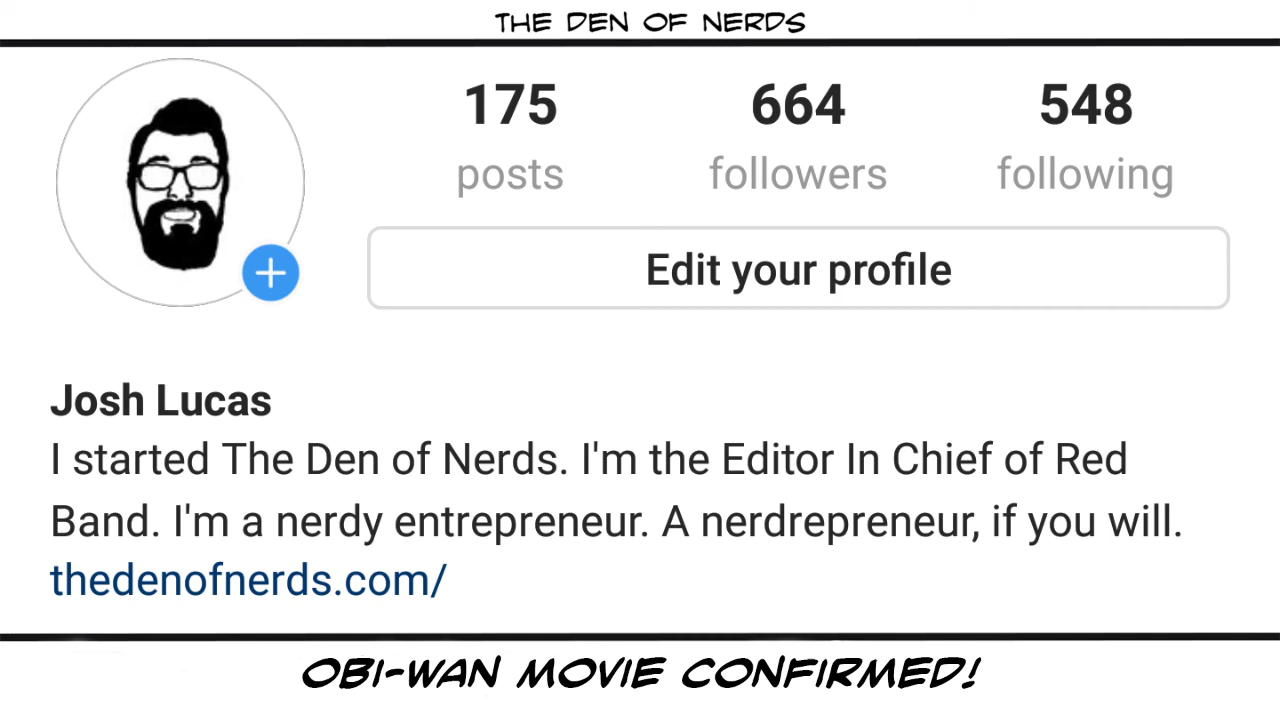 THE DEN OF NERDS
175 664 548
posts followers following
Edit your profile
Josh Lucas
I started The Den of Nerds. I'm the Editor In Chief of Red
Band. I'm a nerdy entrepreneur. A nerdrepreneur, if you will.
thedenofnerds.com/
OBI-WAN MOVIE CONFIRMED!